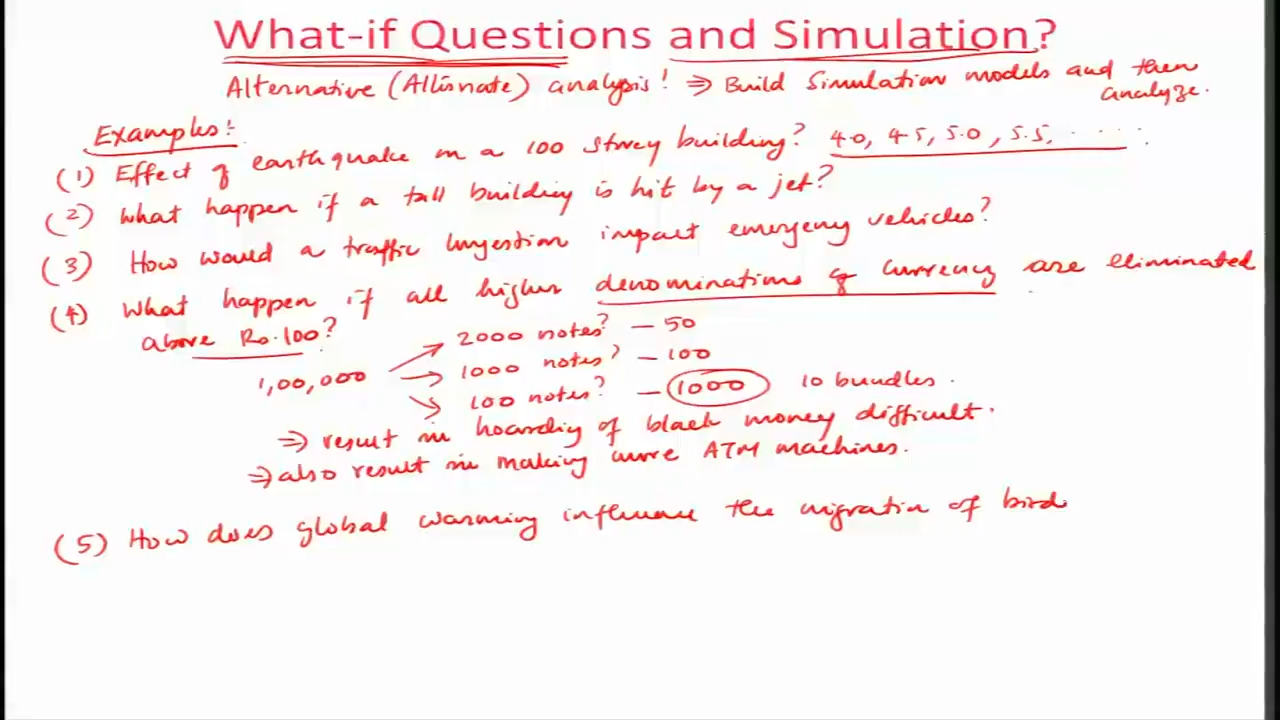 What-if Questions and Simulation?
Alternative (Alternate) analysis! ⇒ Build Simulation models and then
analyze.
Examples:-
(1) Effect of earthquake on a 100 storey building? 4.0, 4.5, 5.0, 5.5, .....
(2) What happen if a tall building is hit by a jet?
(3) How would a traffic congestion impact emergency vehicles?
(4) What happen if all higher denominations of currency are eliminated
above Rs.100?
1,00,000
2000 notes? — 50
1000 notes? — 100
100 notes? — 1000 10 bundles.
⇒ result in hoarding of black money difficult.
⇒ also result in making more ATM machines.
(5) How does global warming influence the migration of bird